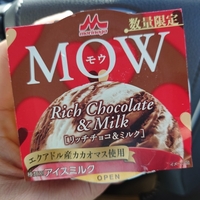 数量限定
MOW
モウ
Rich Chocolate
& Milk
[リッチチョコ&ミルク]
エクアドル産カカオマス使用
アイスミルク
OPEN